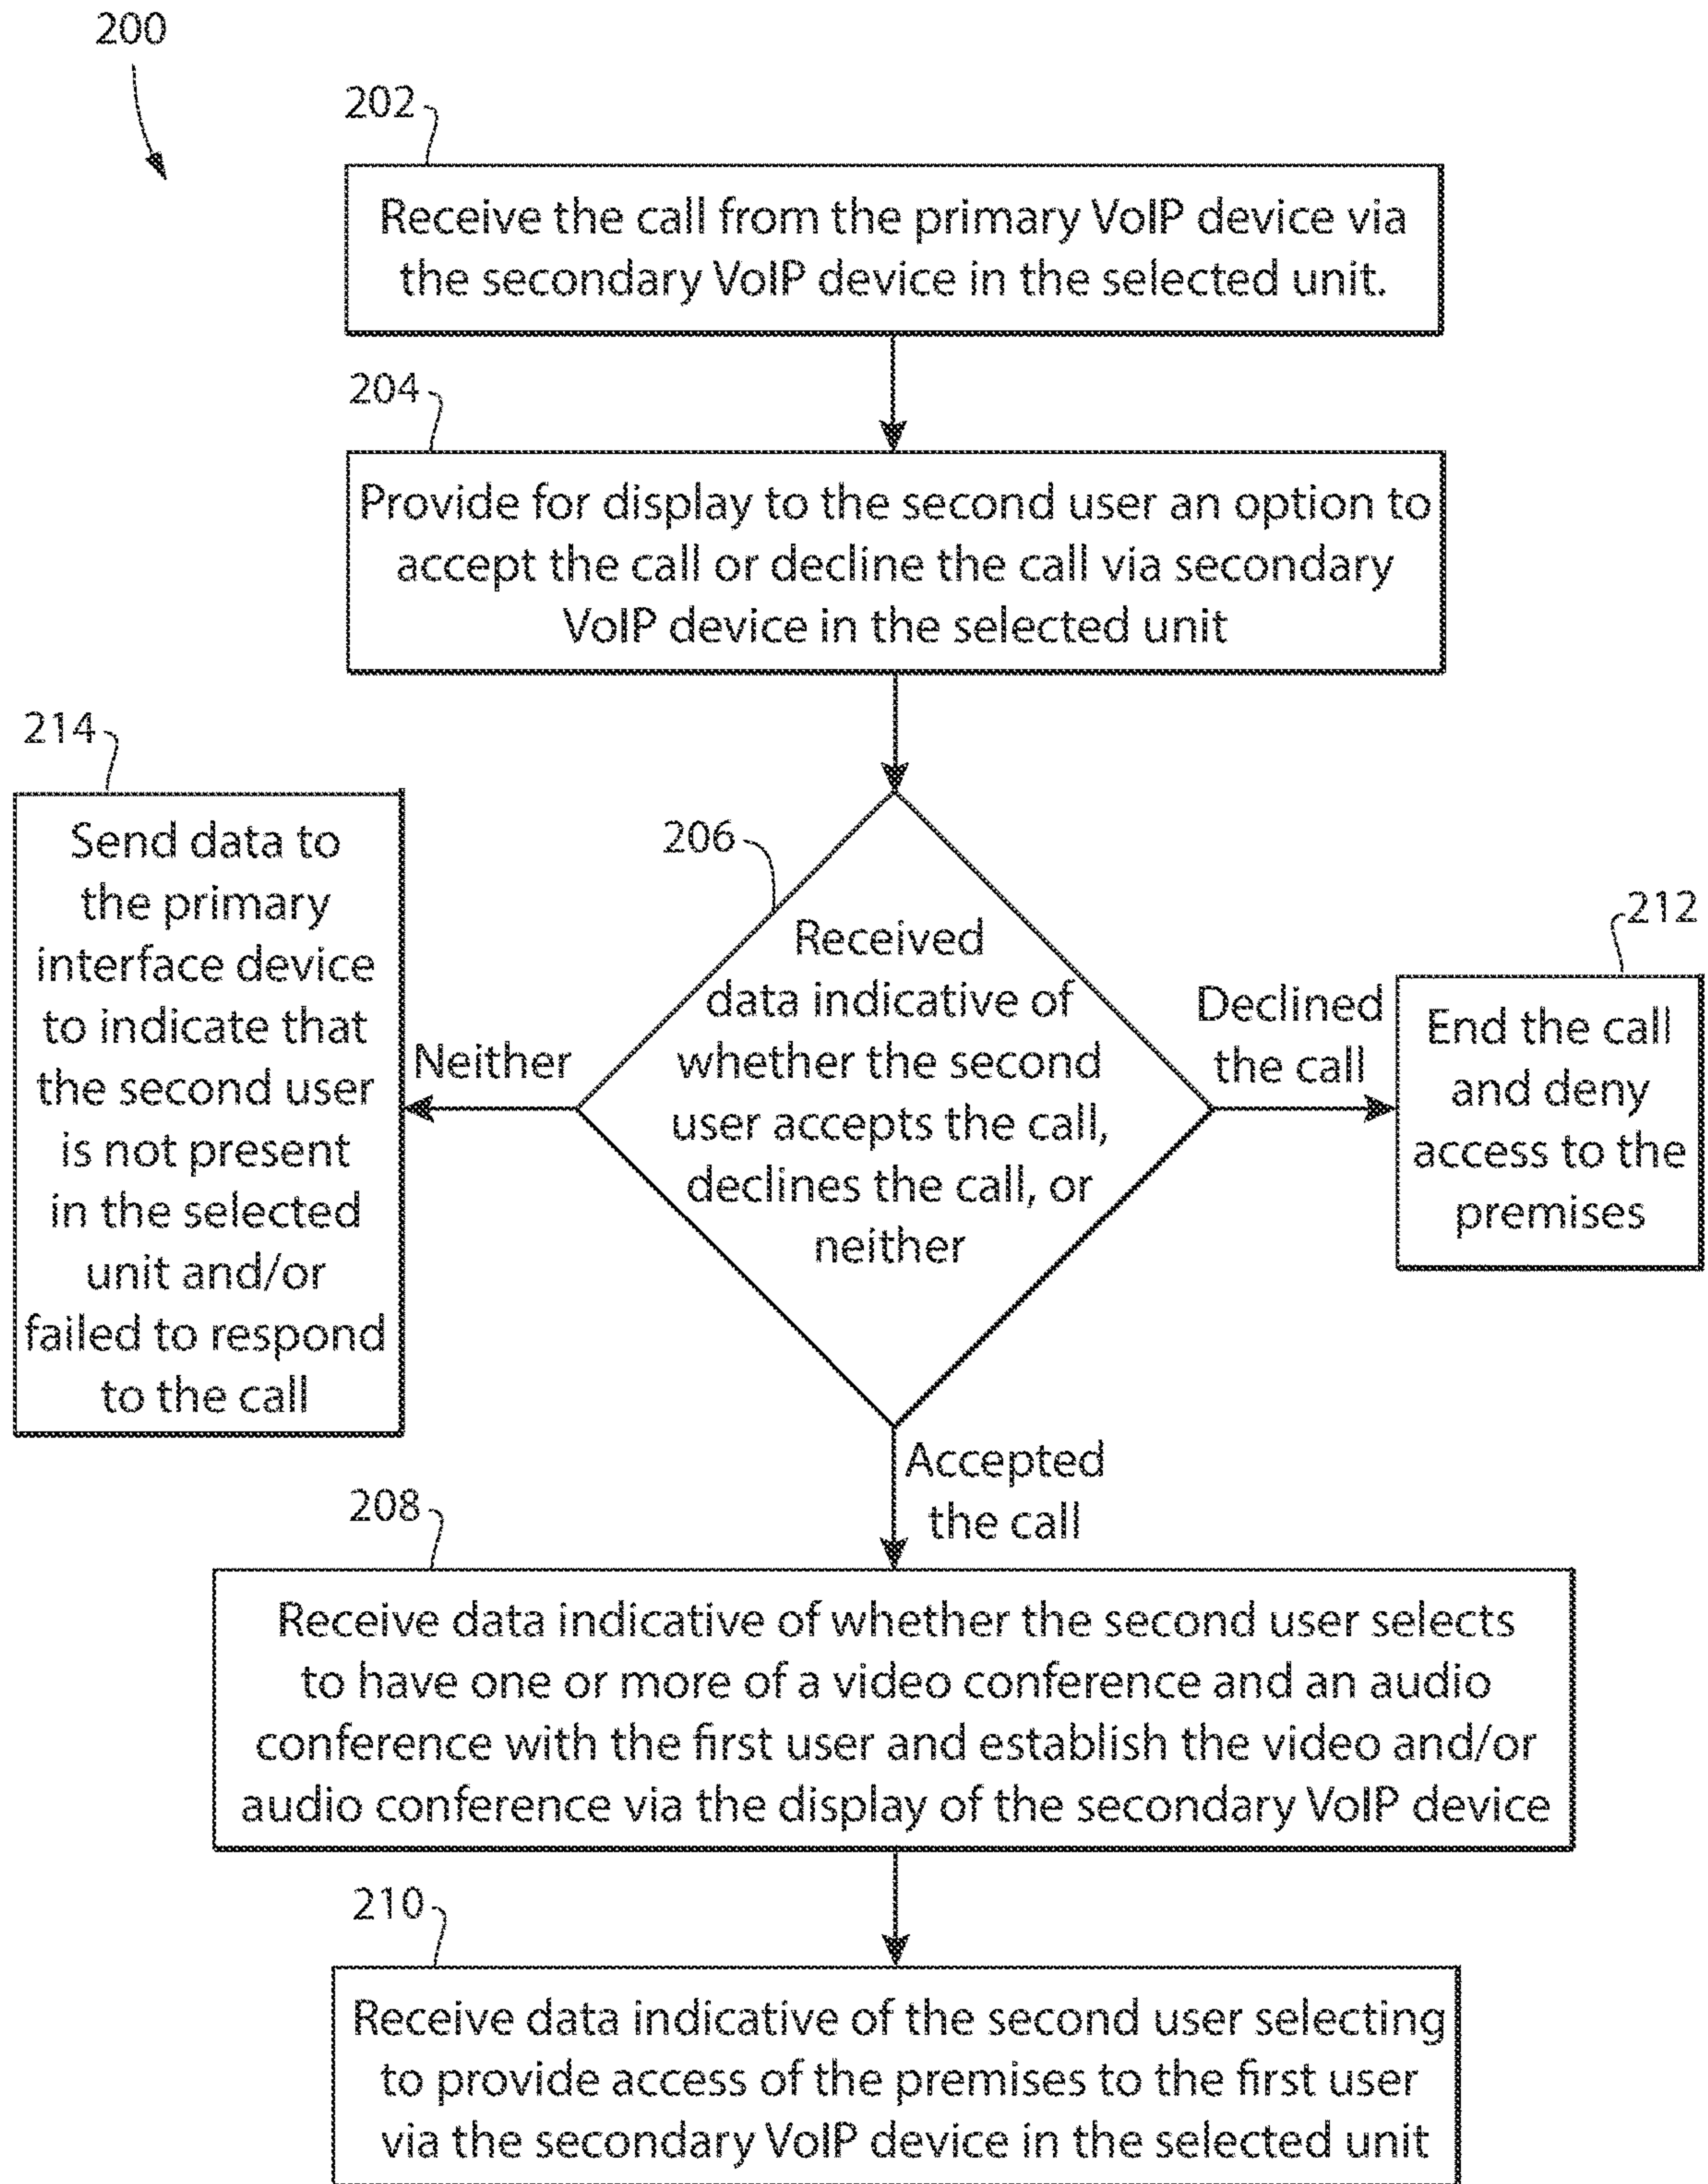 200
202
Receive the call from the primary VoIP device via
the secondary VoIP device in the selected unit.
204
Provide for display to the second user an option to
accept the call or decline the call via secondary
VoIP device in the selected unit
206
Received
data indicative of
whether the second
user accepts the call,
declines the call, or
neither
214
Send data to
the primary
interface device
to indicate that
the second user
is not present
in the selected
unit and/or
failed to respond
to the call
Neither
Declined
the call
212
End the call
and deny
access to the
premises
Accepted
the call
208
Receive data indicative of whether the second user selects
to have one or more of a video conference and an audio
conference with the first user and establish the video and/or
audio conference via the display of the secondary VoIP device
210
Receive data indicative of the second user selecting
to provide access of the premises to the first user
via the secondary VoIP device in the selected unit